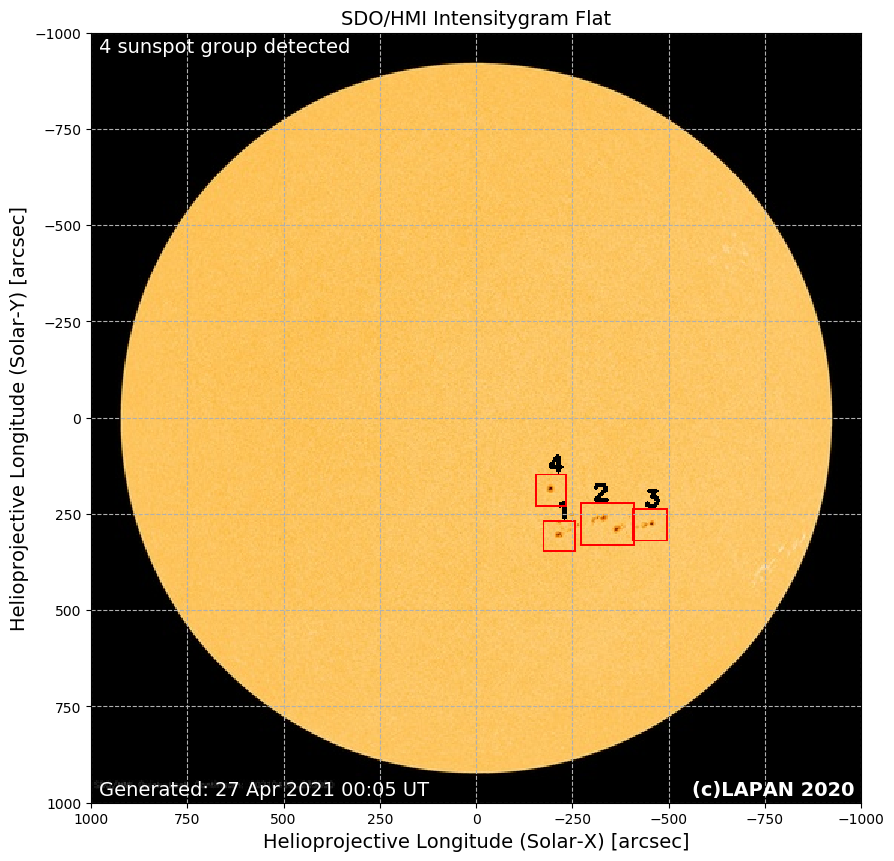 SDO/HMI Intensitygram Flat
4 sunspot group detected
−1000
−750
−500
−250
0
250
500
750
1000
Helioprojective Longitude (Solar-Y) [arcsec]
4
2
3
1
Generated: 27 Apr 2021 00:05 UT
(c)LAPAN 2020
1000 750 500 250 0 −250 −500 −750 −1000
Helioprojective Longitude (Solar-X) [arcsec]